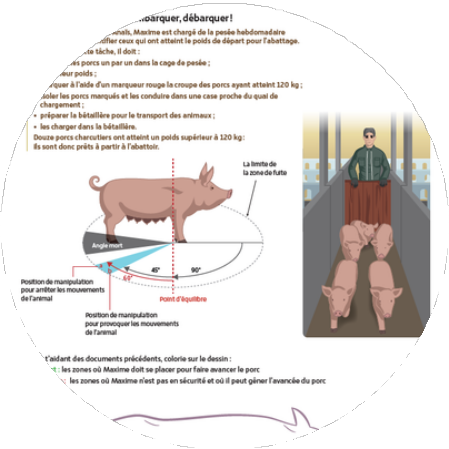 embarquer, débarquer !
Maxime est chargé de la pesée hebdomadaire
ceux qui ont atteint le poids de départ pour l'abattage.
tâche, il doit :
les porcs un par un dans la cage de pesée ;
leur poids ;
à l'aide d'un marqueur rouge la croupe des porcs ayant atteint 120 kg ;
les porcs marqués et les conduire dans une case proche du quai de
chargement ;
• préparer la bétaillère pour le transport des animaux ;
• les charger dans la bétaillère.
Douze porcs charcutiers ont atteint un poids supérieur à 120 kg :
ils sont donc prêts à partir à l'abattoir.
La limite de
la zone de fuite
Angle mort
45°
90°
60°
Position de manipulation
pour arrêter les mouvements
de l'animal
Point d'équilibre
Position de manipulation
pour provoquer les mouvements
de l'animal
t'aidant des documents précédents, colorie sur le dessin :
: les zones où Maxime doit se placer pour faire avancer le porc
: les zones où Maxime n'est pas en sécurité et où il peut gêner l'avancée du porc